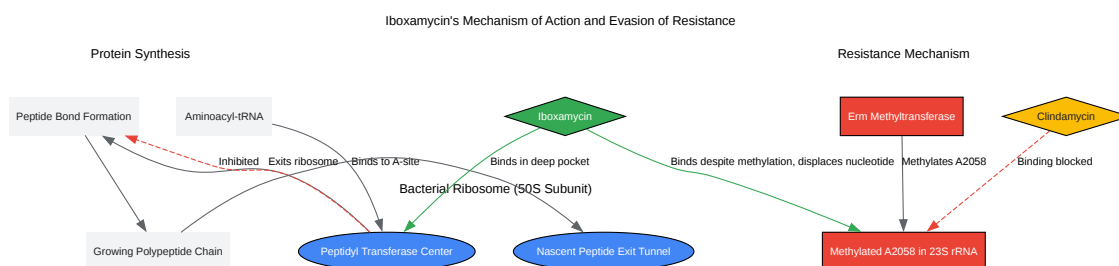 Iboxamycin's Mechanism of Action and Evasion of Resistance
Protein Synthesis
Resistance Mechanism
Peptide Bond Formation
Aminoacyl-tRNA
Iboxamycin
Erm Methyltransferase
Clindamycin
Inhibited
Exits ribosome
Binds to A-site
Binds in deep pocket
Binds despite methylation, displaces nucleotide
Methylates A2058
Binding blocked
Bacterial Ribosome (50S Subunit)
Growing Polypeptide Chain
Peptidyl Transferase Center
Nascent Peptide Exit Tunnel
Methylated A2058 in 23S rRNA